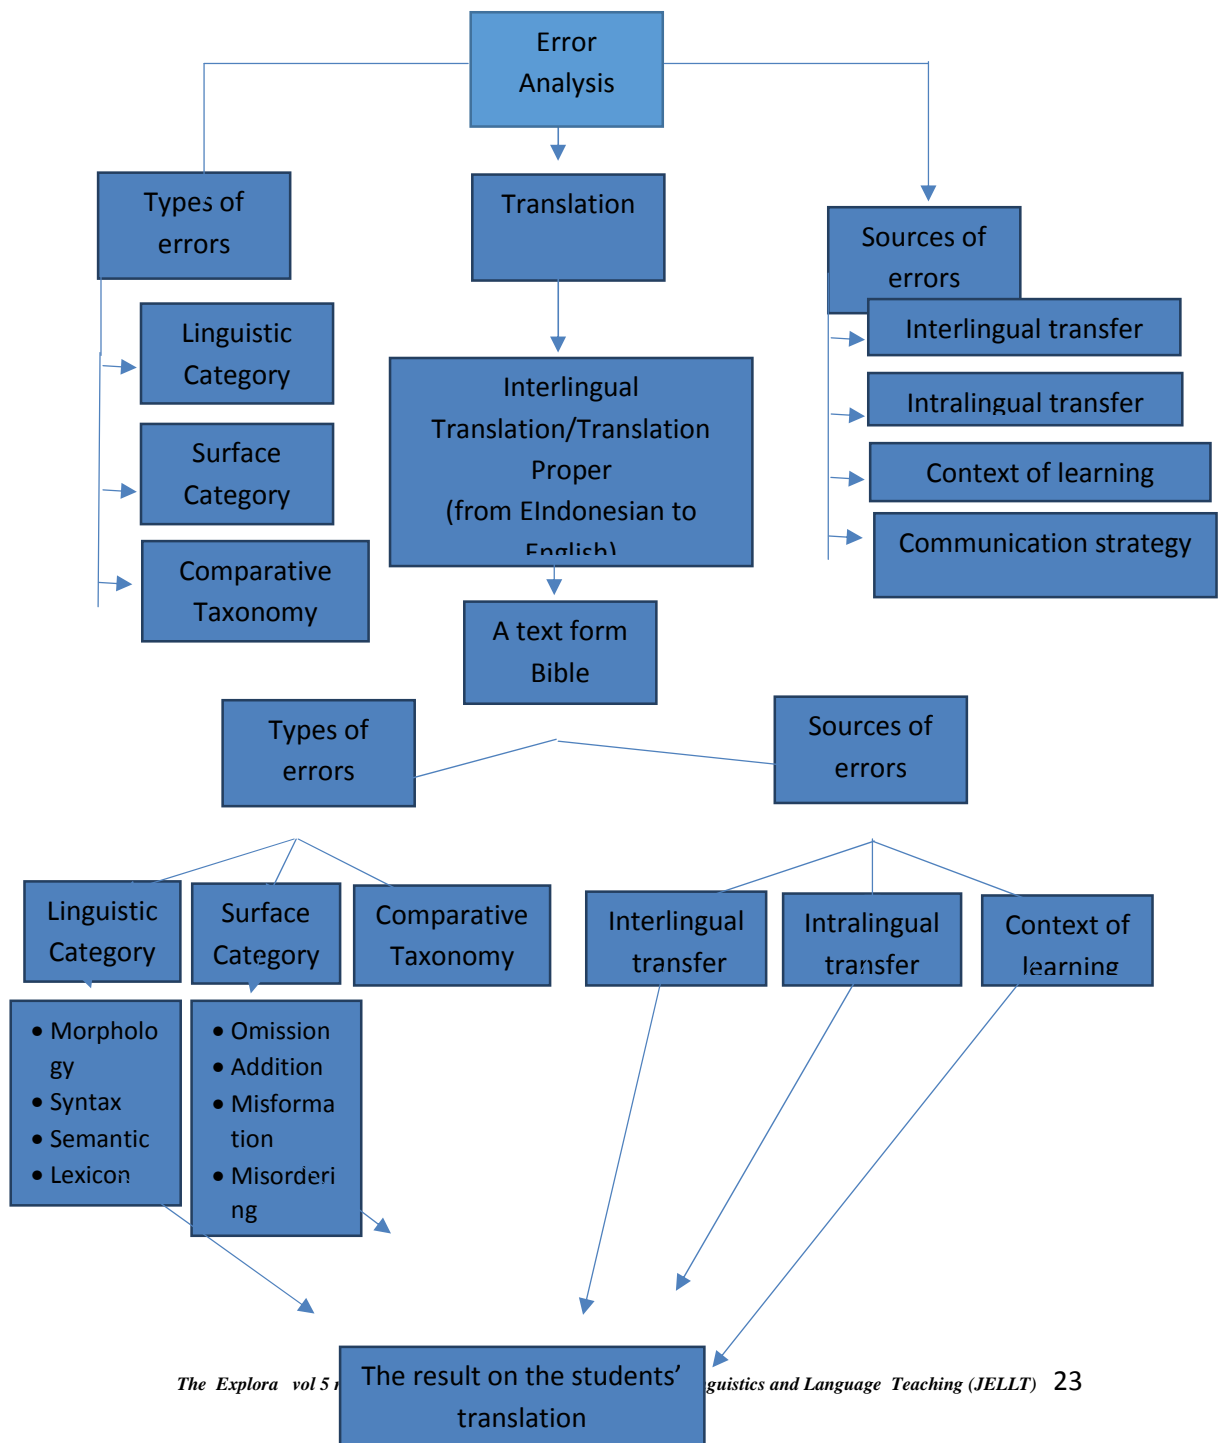 Error
Analysis
Types of
errors
Translation
Sources of
errors
Linguistic
Category
Surface
Category
Comparative
Taxonomy
Interlingual
Translation/Translation
Proper
(from EIndonesian to
English)
Interlingual transfer
Intralingual transfer
Context of learning
Communication strategy
A text form
Bible
Types of
errors
Sources of
errors
Linguistic
Category
Surface
Category
Comparative
Taxonomy
Interlingual
transfer
Intralingual
transfer
Context of
learning
• Morpholo
gy
• Syntax
• Semantic
• Lexicon
• Omission
• Addition
• Misforma
tion
• Misorderi
ng
The result on the students’
translation
The Explora vol 5 guistics and Language Teaching (JELLT) 23